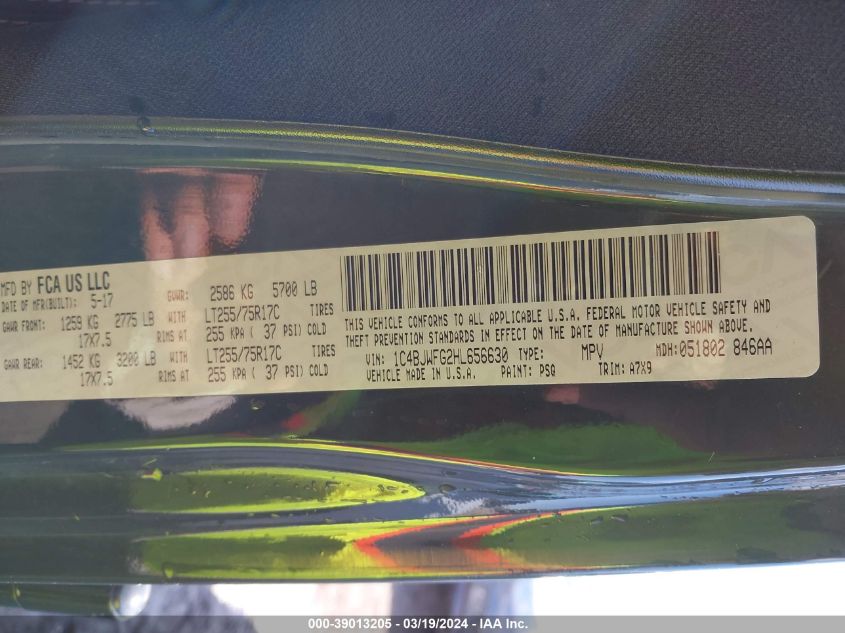 MFD BY FCA US LLC
DATE OF MFR(BUILT): 5-17
GVWR: 2586 KG 5700 LB
GAWR FRONT: 1259 KG 2775 LB WITH LT255/75R17C TIRES
17X7.5 RIMS AT 255 KPA ( 37 PSI) COLD
GAWR REAR: 1452 KG 3200 LB WITH LT255/75R17C TIRES
17X7.5 RIMS AT 255 KPA ( 37 PSI) COLD
THIS VEHICLE CONFORMS TO ALL APPLICABLE U.S.A. FEDERAL MOTOR VEHICLE SAFETY AND
THEFT PREVENTION STANDARDS IN EFFECT ON THE DATE OF MANUFACTURE SHOWN ABOVE.
VIN: 1C4BJWFG2HL656630 TYPE: MPV MDH:051802 846AA
VEHICLE MADE IN U.S.A. PAINT: PSQ TRIM: A7X9
000-39013205 - 03/19/2024 - IAA Inc.